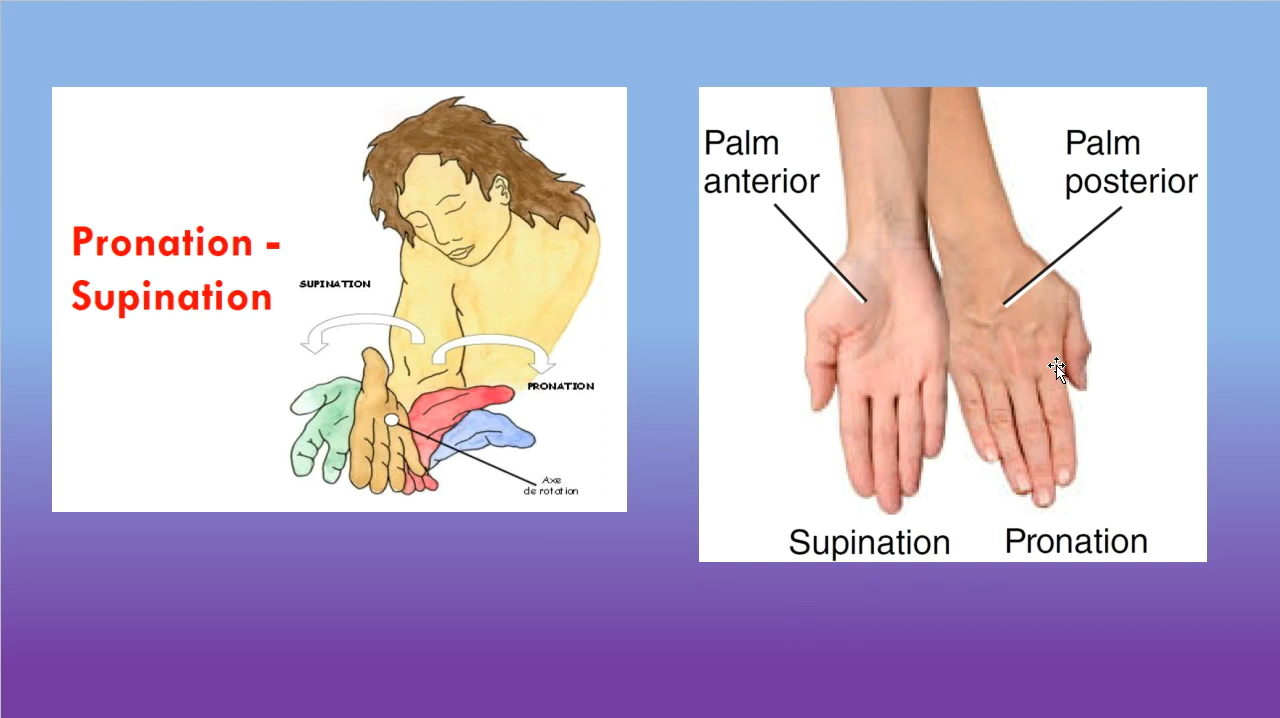 Pronation -
Supination
SUPINATION
PRONATION
Axe
de rotation
Palm
anterior
Palm
posterior
Supination
Pronation